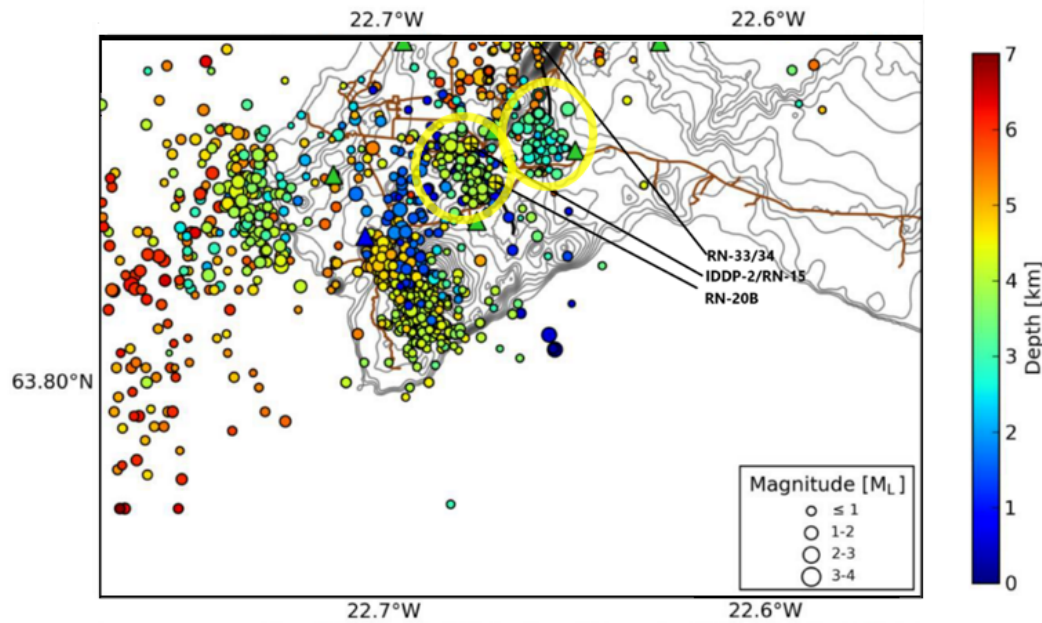 22.7°W 22.6°W
7
6
5
4
3
2
1
0
Depth [km]
RN-33/34
IDDP-2/RN-15
RN-20B
63.80°N
Magnitude [M_L]
≤ 1
1-2
2-3
3-4
22.7°W 22.6°W